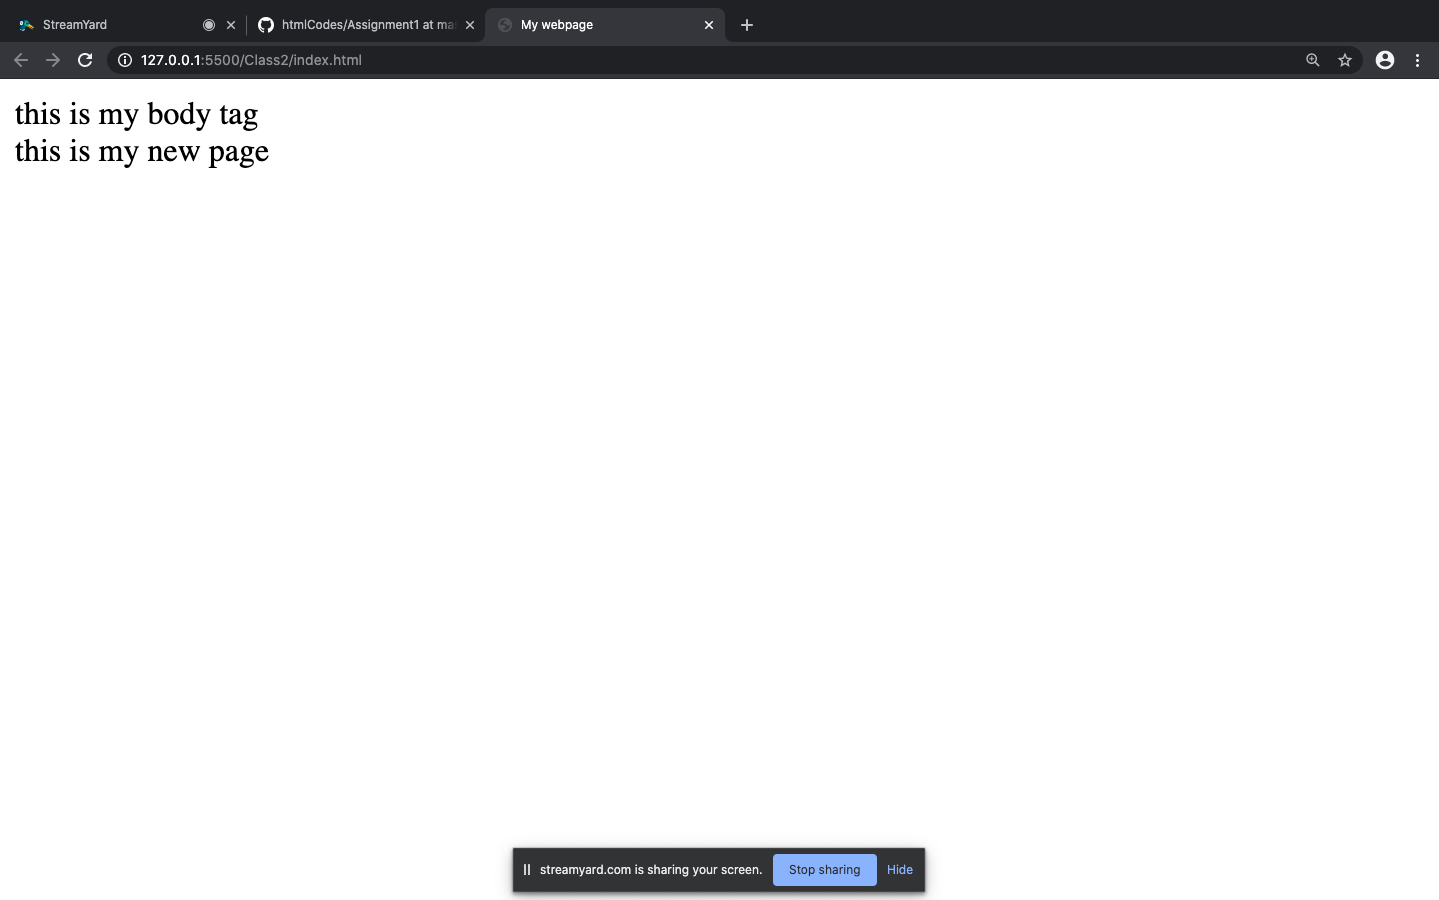 StreamYard
htmlCodes/Assignment1 at ma
My webpage
127.0.0.1:5500/Class2/index.html
this is my body tag
this is my new page
streamyard.com is sharing your screen. Stop sharing Hide